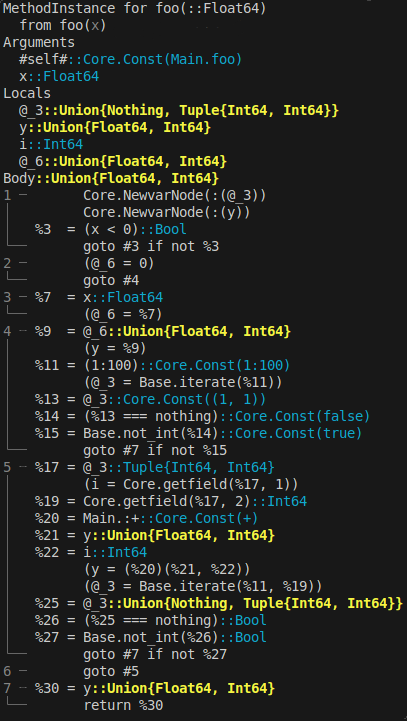 MethodInstance for foo(::Float64)
  from foo(x)
Arguments
  #self#::Core.Const(Main.foo)
  x::Float64
Locals
  @_3::Union{Nothing, Tuple{Int64, Int64}}
  y::Union{Float64, Int64}
  i::Int64
  @_6::Union{Float64, Int64}
Body::Union{Float64, Int64}
1 ─       Core.NewvarNode(:(@_3))
│         Core.NewvarNode(:(y))
│   %3  = (x < 0)::Bool
└──       goto #3 if not %3
2 ─       (@_6 = 0)
└──       goto #4
3 ─ %7  = x::Float64
└──       (@_6 = %7)
4 ┄ %9  = @_6::Union{Float64, Int64}
│         (y = %9)
│   %11 = (1:100)::Core.Const(1:100)
│         (@_3 = Base.iterate(%11))
│   %13 = @_3::Core.Const((1, 1))
│   %14 = (%13 === nothing)::Core.Const(false)
│   %15 = Base.not_int(%14)::Core.Const(true)
└──       goto #7 if not %15
5 ┄ %17 = @_3::Tuple{Int64, Int64}
│         (i = Core.getfield(%17, 1))
│   %19 = Core.getfield(%17, 2)::Int64
│   %20 = Main.:+::Core.Const(+)
│   %21 = y::Union{Float64, Int64}
│   %22 = i::Int64
│         (y = (%20)(%21, %22))
│         (@_3 = Base.iterate(%11, %19))
│   %25 = @_3::Union{Nothing, Tuple{Int64, Int64}}
│   %26 = (%25 === nothing)::Bool
│   %27 = Base.not_int(%26)::Bool
└──       goto #7 if not %27
6 ─       goto #5
7 ┄ %30 = y::Union{Float64, Int64}
└──       return %30